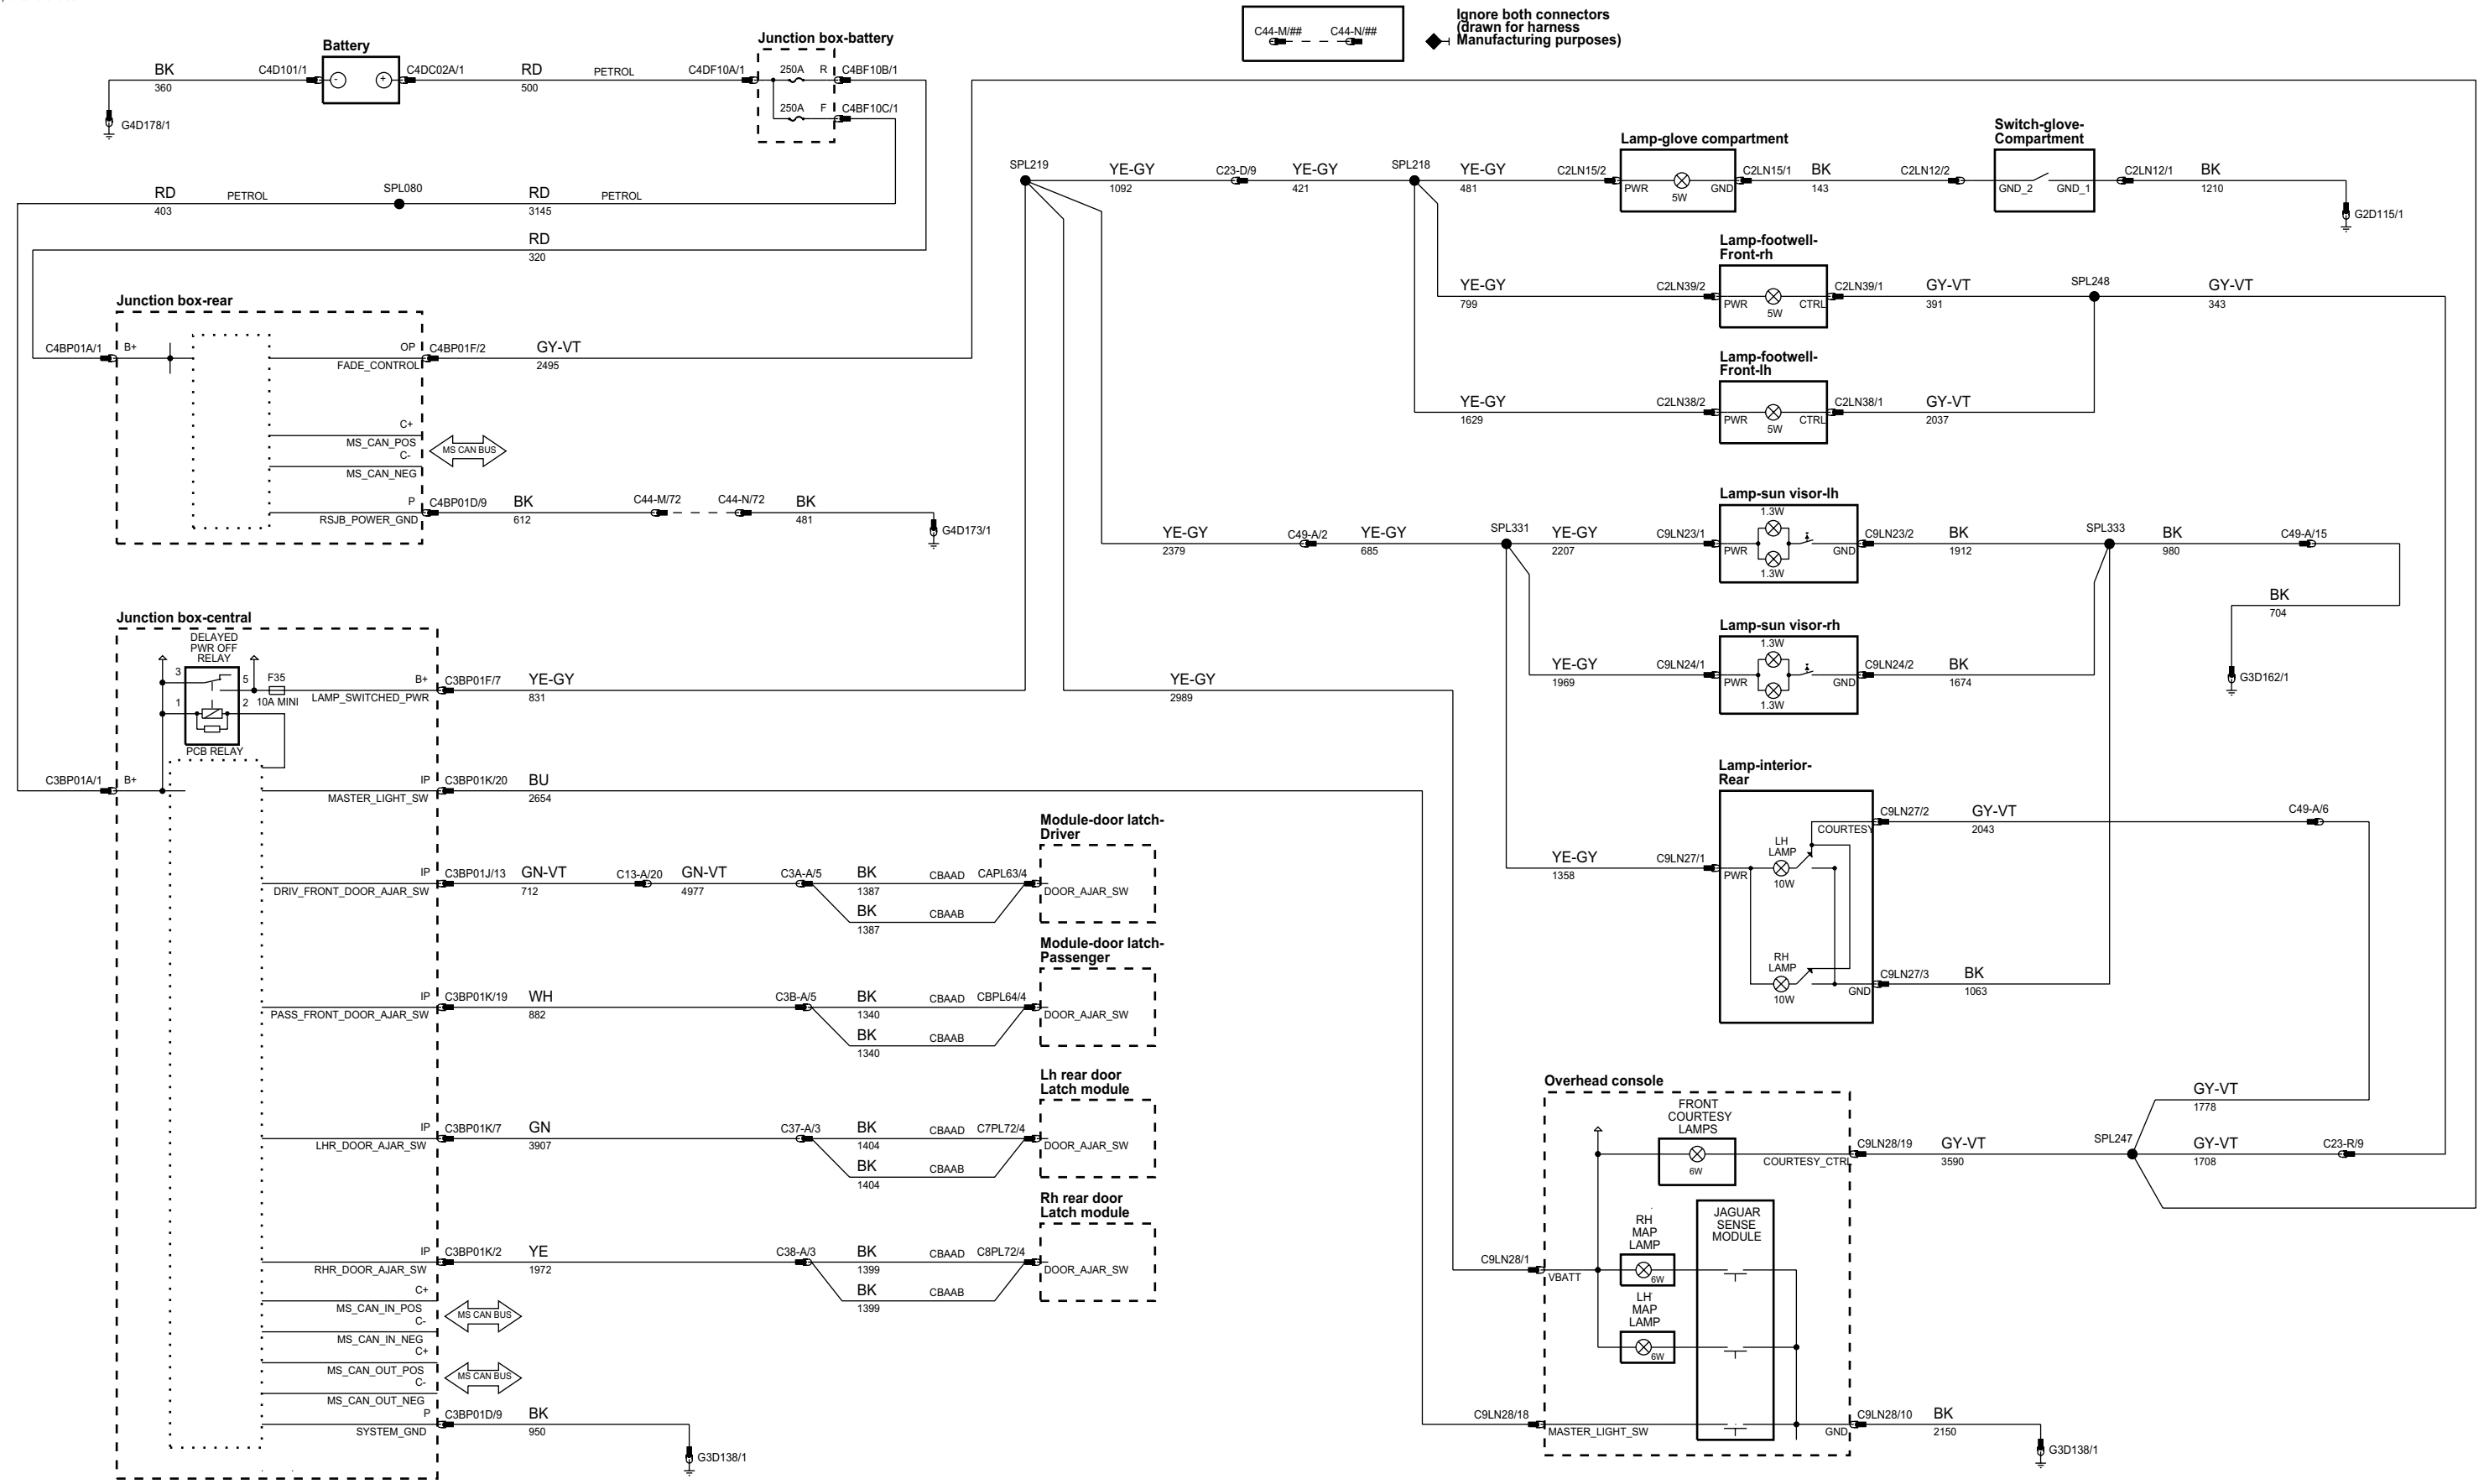 Ignore both connectors
(drawn for harness
Manufacturing purposes)
C44-M/## C44-N/##
Battery
Junction box-battery
BK
360
C4D101/1
-
+
C4DC02A/1
RD
500
PETROL
C4DF10A/1
250A R
C4BF10B/1
250A F
C4BF10C/1
G4D178/1
RD
403
PETROL
SPL080
RD
3145
PETROL
RD
320
Junction box-rear
C4BP01A/1
B+
OP
FADE_CONTROL
C4BP01F/2
GY-VT
2495
C+
MS_CAN_POS
C-
MS_CAN_NEG
MS CAN BUS
P
RSJB_POWER_GND
C4BP01D/9
BK
612
C44-M/72
C44-N/72
BK
481
G4D173/1
Junction box-central
DELAYED
PWR OFF
RELAY
3
5
1
2
F35
10A MINI
PCB RELAY
B+
LAMP_SWITCHED_PWR
C3BP01F/7
YE-GY
831
C3BP01A/1
B+
IP
MASTER_LIGHT_SW
C3BP01K/20
BU
2654
IP
DRIV_FRONT_DOOR_AJAR_SW
C3BP01J/13
GN-VT
712
C13-A/20
GN-VT
4977
C3A-A/5
BK
1387
CBAAD
CAPL63/4
BK
1387
CBAAB
Module-door latch-
Driver
DOOR_AJAR_SW
IP
PASS_FRONT_DOOR_AJAR_SW
C3BP01K/19
WH
882
C3B-A/5
BK
1340
CBAAD
CBPL64/4
BK
1340
CBAAB
Module-door latch-
Passenger
DOOR_AJAR_SW
IP
LHR_DOOR_AJAR_SW
C3BP01K/7
GN
3907
C37-A/3
BK
1404
CBAAD
C7PL72/4
BK
1404
CBAAB
Lh rear door
Latch module
DOOR_AJAR_SW
IP
RHR_DOOR_AJAR_SW
C3BP01K/2
YE
1972
C38-A/3
BK
1399
CBAAD
C8PL72/4
BK
1399
CBAAB
Rh rear door
Latch module
DOOR_AJAR_SW
C+
MS_CAN_IN_POS
C-
MS_CAN_IN_NEG
MS CAN BUS
C+
MS_CAN_OUT_POS
C-
MS_CAN_OUT_NEG
MS CAN BUS
P
SYSTEM_GND
C3BP01D/9
BK
950
G3D138/1
SPL219
YE-GY
1092
C23-D/9
YE-GY
421
SPL218
YE-GY
481
C2LN15/2
Lamp-glove compartment
PWR
5W
GND
C2LN15/1
BK
143
C2LN12/2
Switch-glove-
Compartment
GND_2
GND_1
C2LN12/1
BK
1210
G2D115/1
Lamp-footwell-
Front-rh
YE-GY
799
C2LN39/2
PWR
5W
CTRL
C2LN39/1
GY-VT
391
SPL248
GY-VT
343
Lamp-footwell-
Front-lh
YE-GY
1629
C2LN38/2
PWR
5W
CTRL
C2LN38/1
GY-VT
2037
YE-GY
2379
C49-A/2
YE-GY
685
SPL331
YE-GY
2207
C9LN23/1
Lamp-sun visor-lh
1.3W
PWR
GND
1.3W
C9LN23/2
BK
1912
SPL333
BK
980
C49-A/15
BK
704
G3D162/1
Lamp-sun visor-rh
YE-GY
1969
C9LN24/1
1.3W
PWR
GND
1.3W
C9LN24/2
BK
1674
YE-GY
2989
Lamp-interior-
Rear
YE-GY
1358
C9LN27/1
PWR
LH
LAMP
10W
COURTESY
C9LN27/2
GY-VT
2043
C49-A/6
RH
LAMP
10W
GND
C9LN27/3
BK
1063
Overhead console
FRONT
COURTESY
LAMPS
6W
COURTESY_CTRL
C9LN28/19
GY-VT
3590
SPL247
GY-VT
1778
GY-VT
1708
C23-R/9
C9LN28/1
VBATT
RH
MAP
LAMP
6W
LH
MAP
LAMP
6W
JAGUAR
SENSE
MODULE
C9LN28/18
MASTER_LIGHT_SW
GND
C9LN28/10
BK
2150
G3D138/1